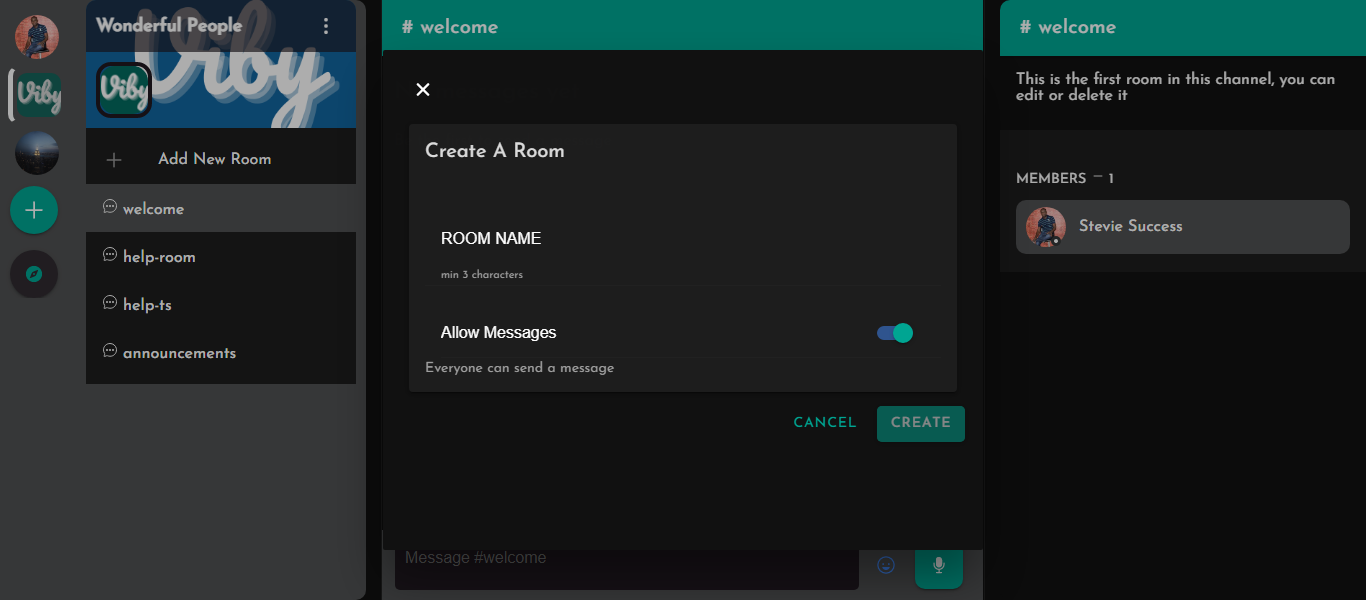 Wonderful People
Viby
Viby
Viby
Add New Room
welcome
help-room
help-ts
announcements
# welcome
Create A Room
ROOM NAME
min 3 characters
Allow Messages
Everyone can send a message
CANCEL
CREATE
Message #welcome
# welcome
This is the first room in this channel, you can
edit or delete it
MEMBERS — 1
Stevie Success